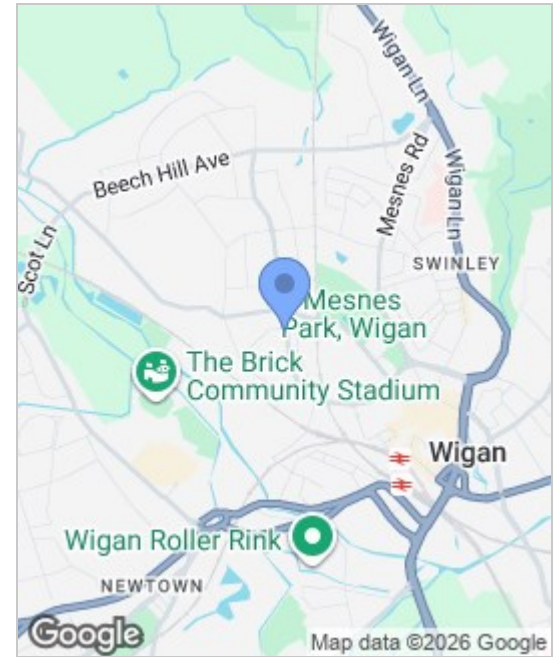 Wigan Ln
Beech Hill Ave
Mesnes Rd
Wigan Ln
Scot Ln
SWINLEY
Mesnes
Park, Wigan
The Brick
Community Stadium
Wigan
Wigan Roller Rink
NEWTOWN
Google
Map data ©2026 Google